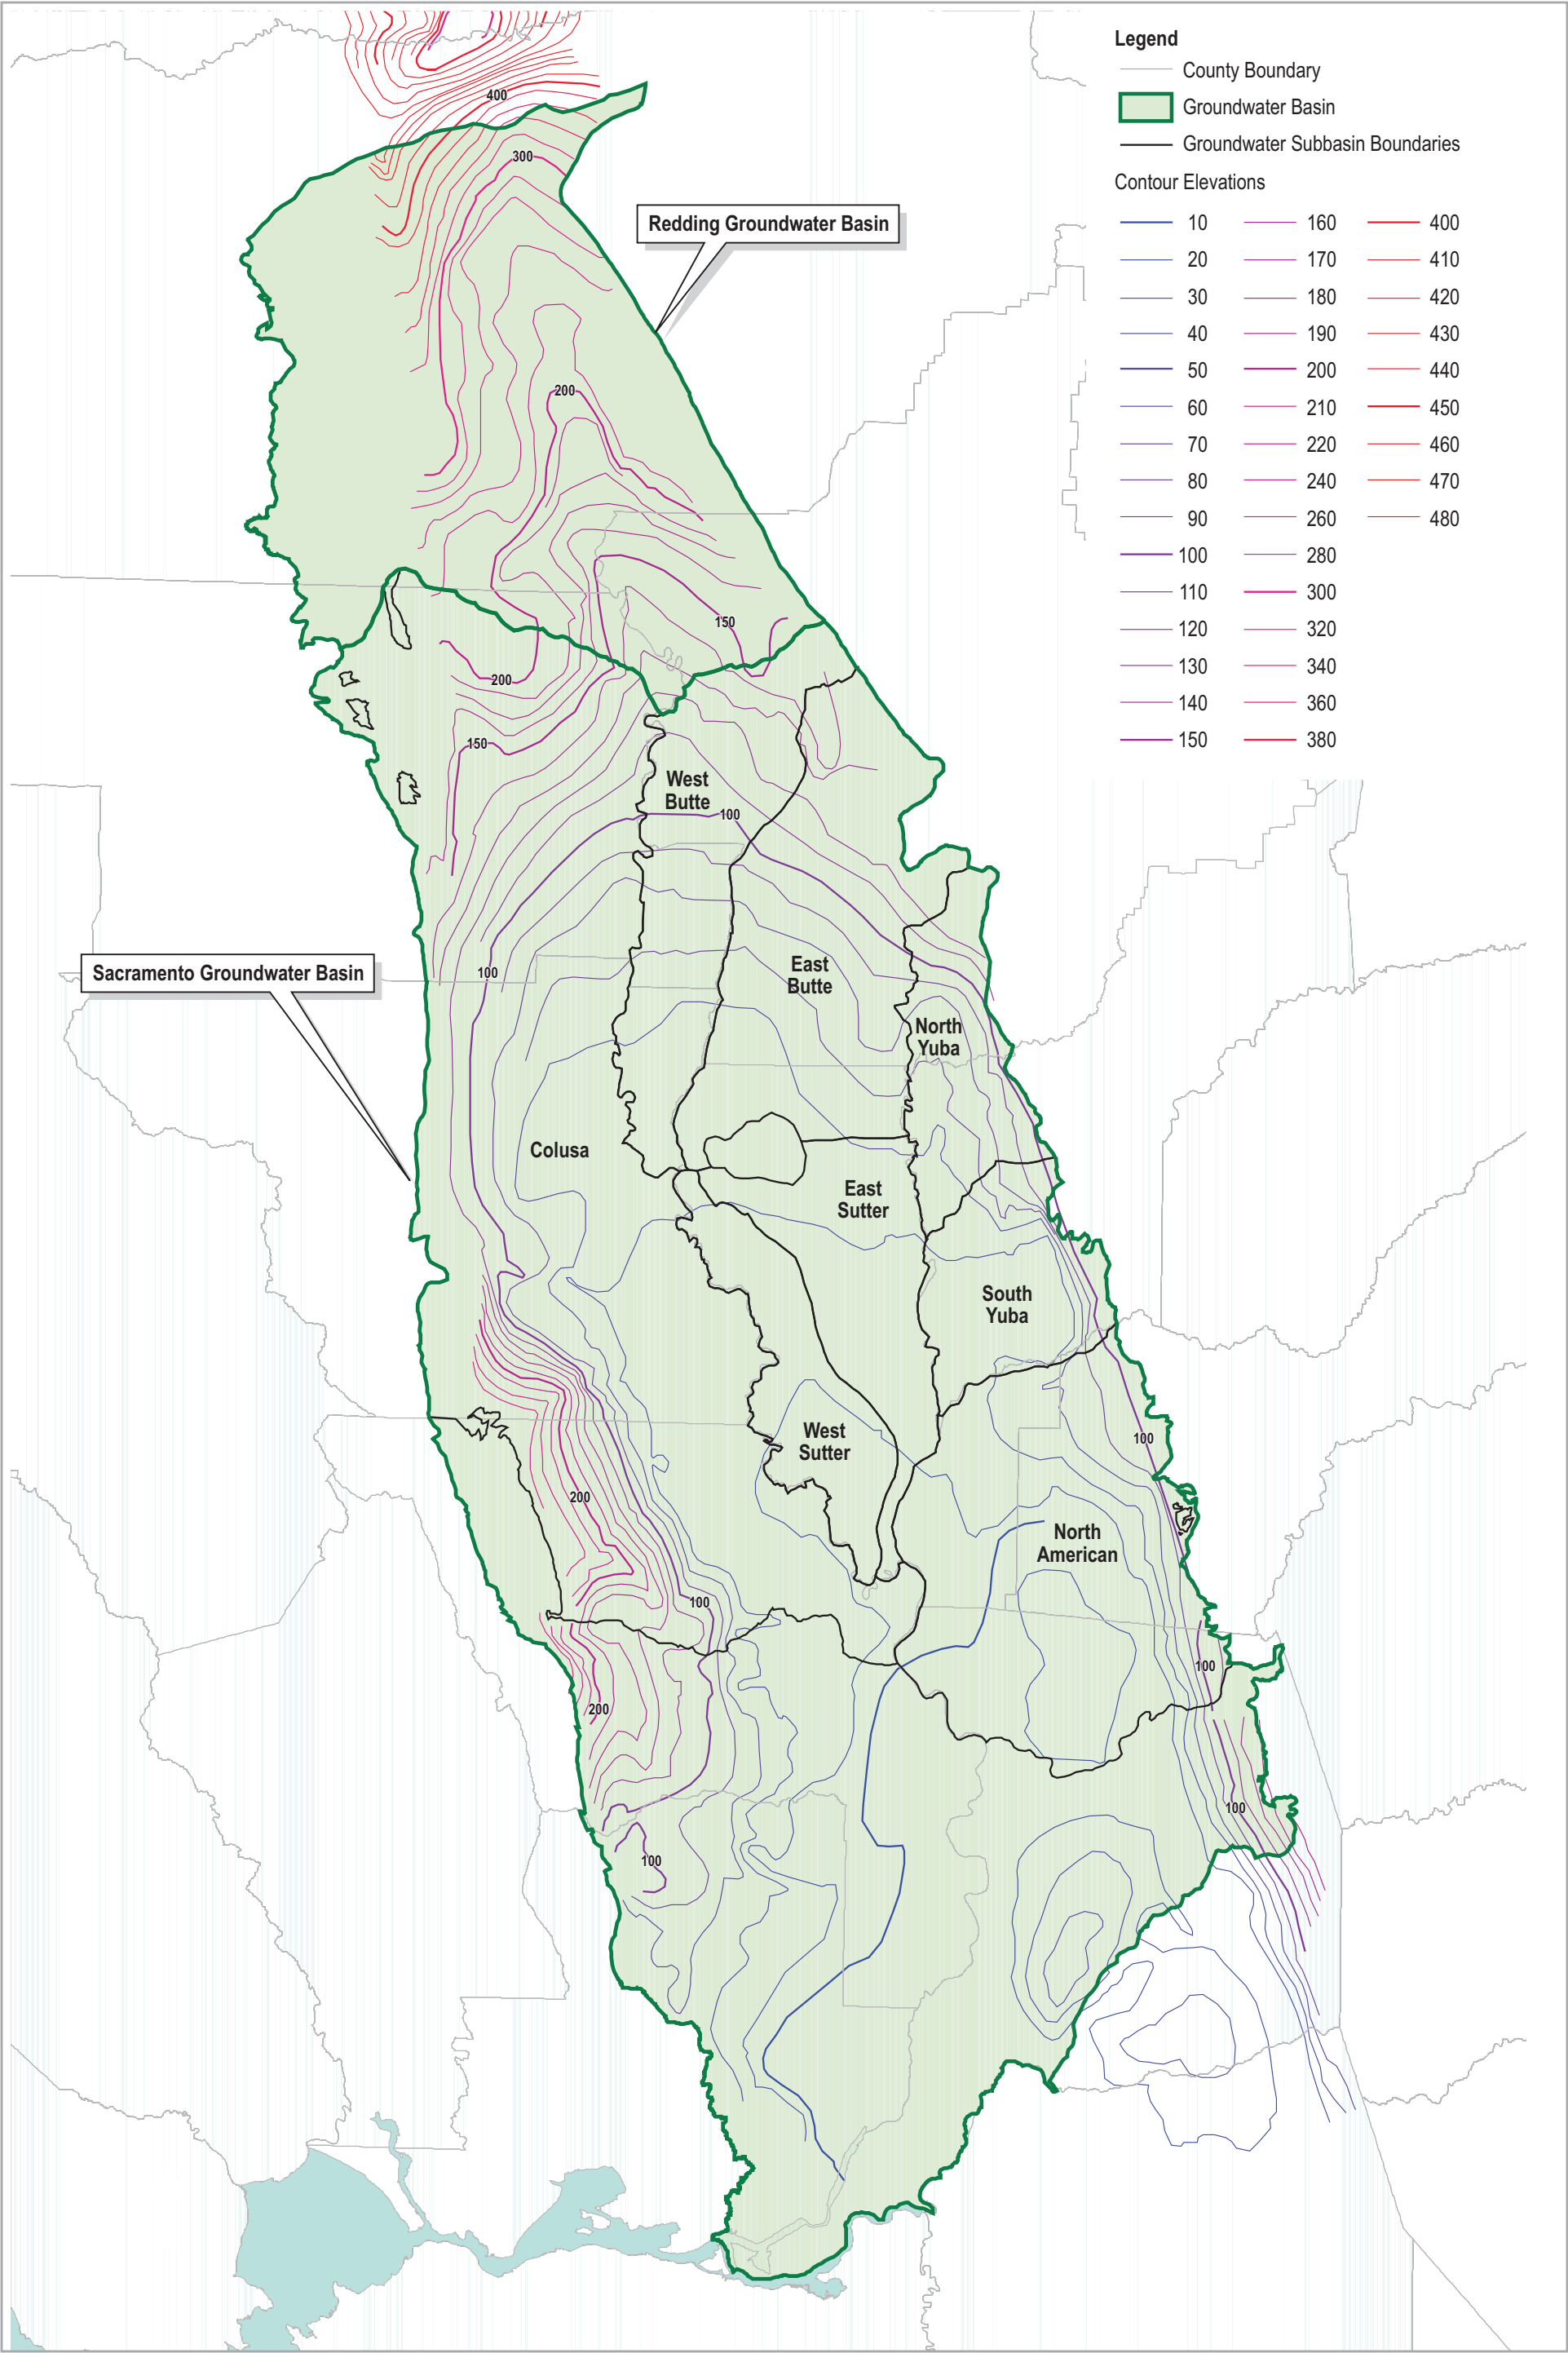 Legend
County Boundary
Groundwater Basin
Groundwater Subbasin Boundaries
Contour Elevations
10 160 400
20 170 410
30 180 420
40 190 430
50 200 440
60 210 450
70 220 460
80 240 470
90 260 480
100 280
110 300
120 320
130 340
140 360
150 380
400
300
Redding Groundwater Basin
200
150
200
150
West
Butte
100
Sacramento Groundwater Basin
100
East
Butte
North
Yuba
Colusa
East
Sutter
South
Yuba
West
Sutter
100
200
North
American
100
100
200
100
100